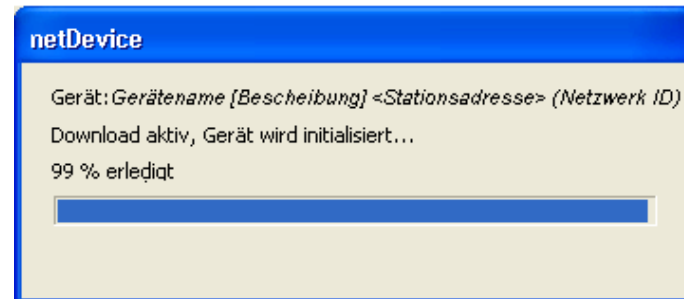 netDevice
Gerät: Gerätename [Bescheibung] <Stationsadresse> (Netzwerk ID)
Download aktiv, Gerät wird initialisiert...
99 % erledigt